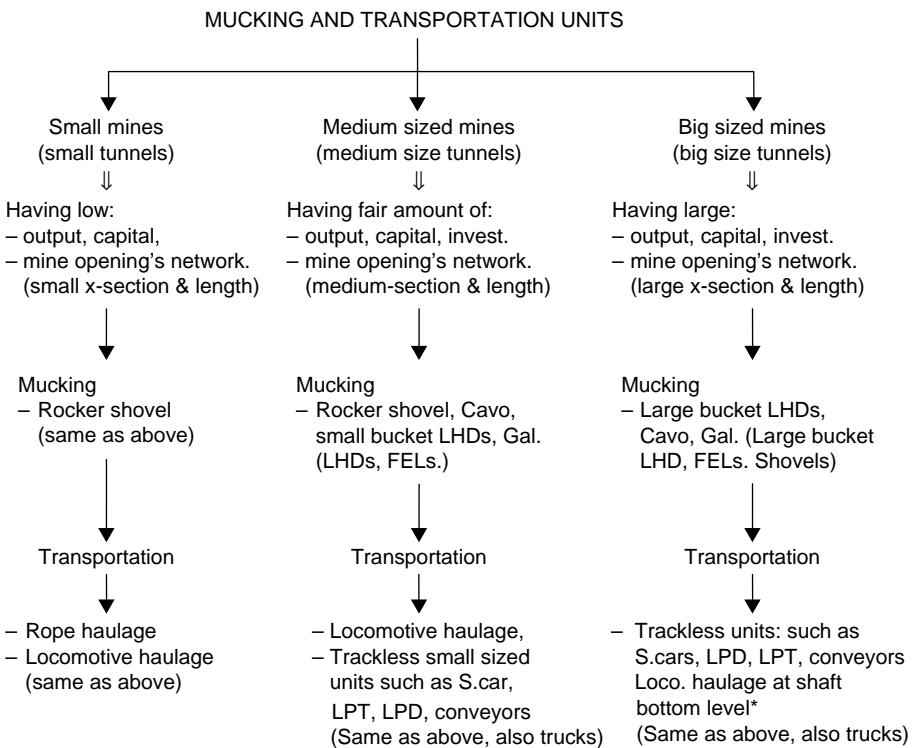 MUCKING AND TRANSPORTATION UNITS
Small mines
(small tunnels)
⇓
Having low:
– output, capital,
– mine opening's network.
(small x-section & length)
Mucking
– Rocker shovel
(same as above)
Transportation
– Rope haulage
– Locomotive haulage
(same as above)
Medium sized mines
(medium size tunnels)
⇓
Having fair amount of:
– output, capital, invest.
– mine opening's network.
(medium-section & length)
Mucking
– Rocker shovel, Cavo,
small bucket LHDs, Gal.
(LHDs, FELs.)
Transportation
– Locomotive haulage,
– Trackless small sized
units such as S.car,
LPT, LPD, conveyors
(Same as above, also trucks)
Big sized mines
(big size tunnels)
⇓
Having large:
– output, capital, invest.
– mine opening's network.
(large x-section & length)
Mucking
– Large bucket LHDs,
Cavo, Gal. (Large bucket
LHD, FELs. Shovels)
Transportation
– Trackless units: such as
S.cars, LPD, LPT, conveyors
Loco. haulage at shaft
bottom level*
(Same as above, also trucks)